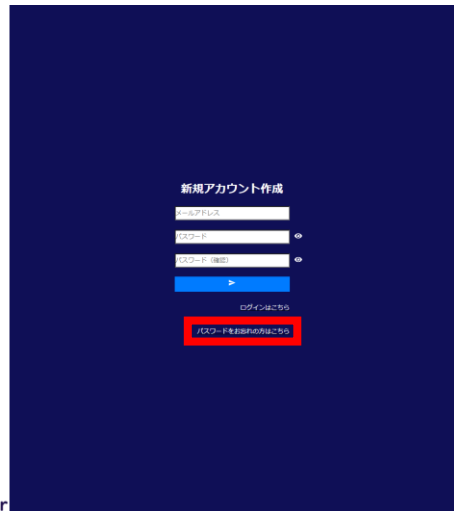 新規アカウント作成
メールアドレス
パスワード
パスワード（確認）
ログインはこちら
パスワードをお忘れの方はこちら
r